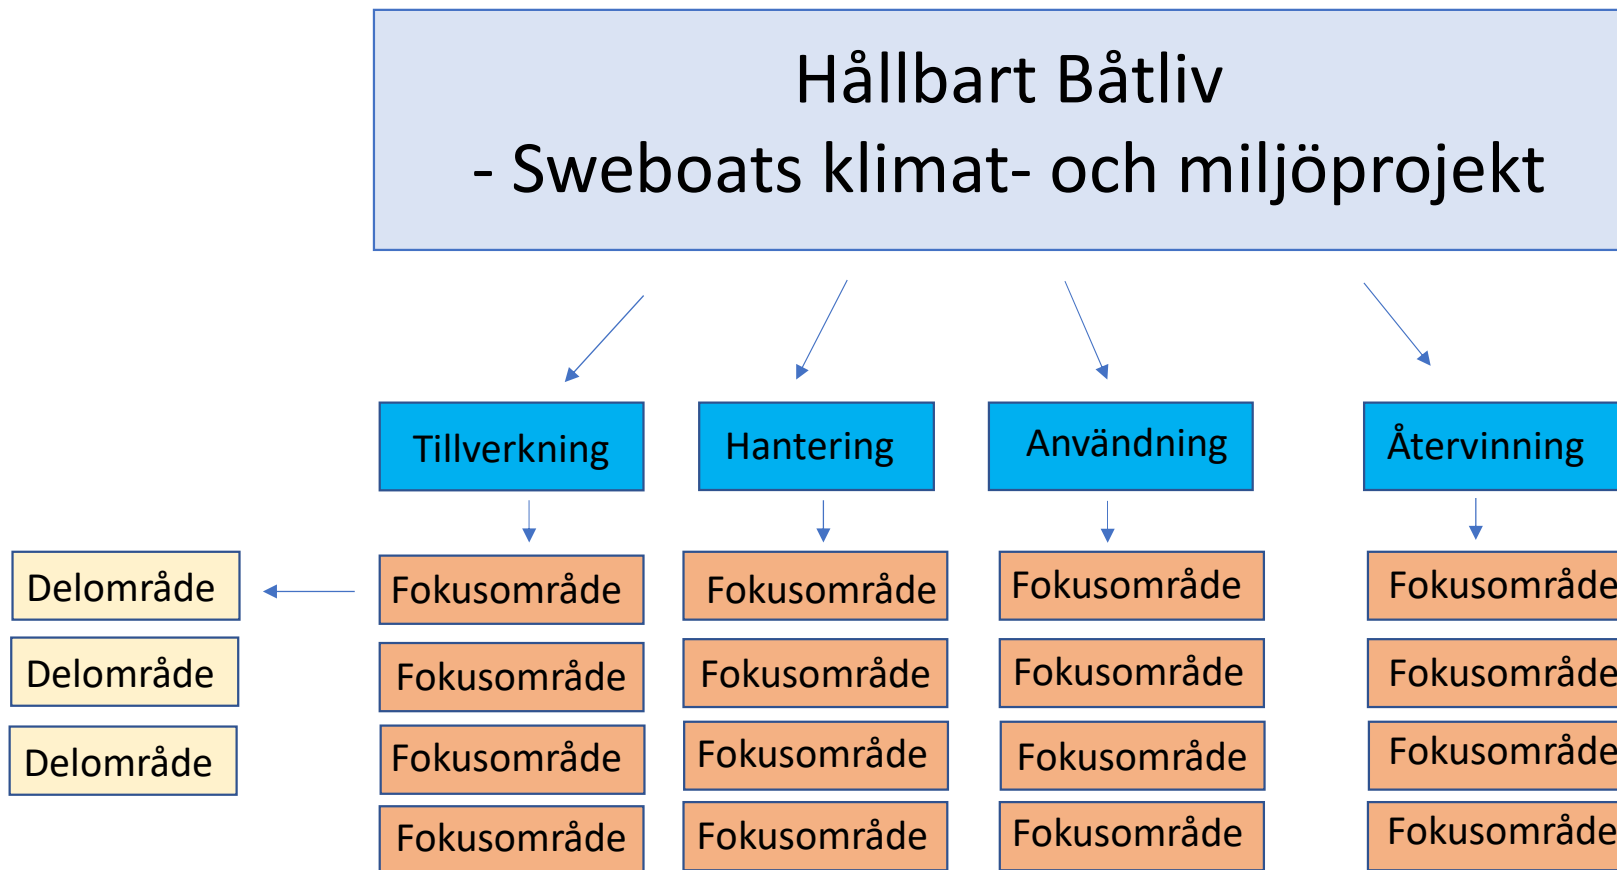 Hållbart Båtliv
- Sweboats klimat- och miljöprojekt
Tillverkning
Hantering
Användning
Återvinning
Delområde
Fokusområde
Fokusområde
Fokusområde
Fokusområde
Delområde
Fokusområde
Fokusområde
Fokusområde
Fokusområde
Delområde
Fokusområde
Fokusområde
Fokusområde
Fokusområde
Fokusområde
Fokusområde
Fokusområde
Fokusområde